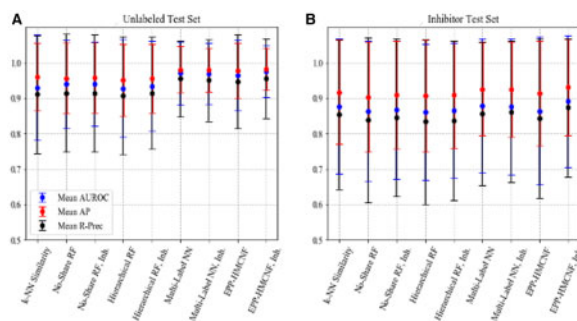 A
Unlabeled Test Set
1.0
0.9
0.8
0.7
0.6
0.5
Mean AUROC
Mean AP
Mean R-Prec
k-NN Similarity
No-Share RF
No-Share RF, Inh.
Hierarchical RF
Hierarchical RF, Inh.
Multi-Label NN
Multi-Label NN, Inh.
EPP-HMCNF
EPP-HMCNF, Inh.
B
Inhibitor Test Set
1.0
0.9
0.8
0.7
0.6
0.5
k-NN Similarity
No-Share RF
No-Share RF, Inh.
Hierarchical RF
Hierarchical RF, Inh.
Multi-Label NN
Multi-Label NN, Inh.
EPP-HMCNF
EPP-HMCNF, Inh.